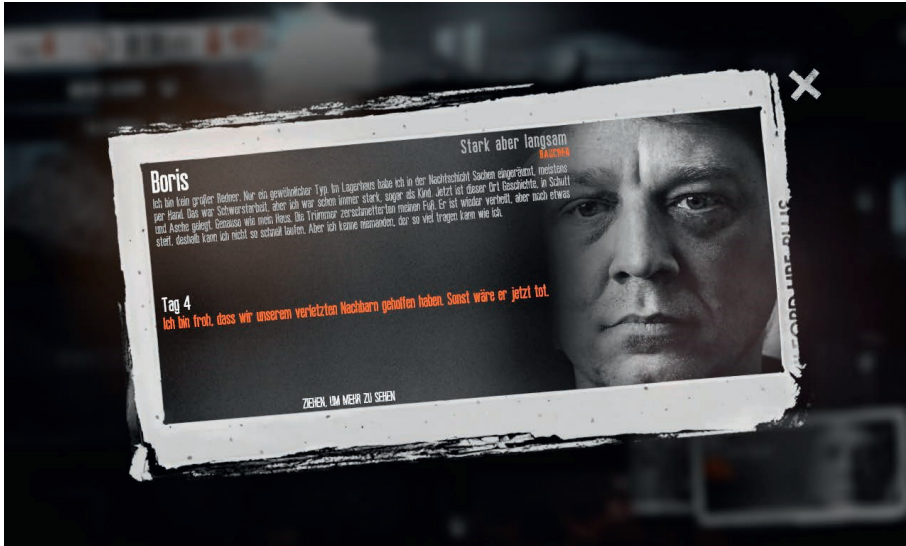 Stark aber langsam
RAUCHER
Boris
Ich bin kein großer Redner. Nur ein gewöhnlicher Typ. Im Lagerhaus habe ich in der Nachtschicht Sachen eingeräumt, meistens
per Hand. Das war Schwerstarbeit, aber ich war schon immer stark, sogar als Kind. Jetzt ist dieser Ort Geschichte, in Schutt
und Asche gelegt. Genauso wie mein Haus. Die Trümmer zerschmetterten meinen Fuß. Er ist wieder verheilt, aber noch etwas
steif, deshalb kann ich nicht so schnell laufen. Aber ich kenne niemanden, der so viel tragen kann wie ich.
Tag 4
Ich bin froh, dass wir unserem verletzten Nachbarn geholfen haben. Sonst wäre er jetzt tot.
ZIEHEN, UM MEHR ZU SEHEN